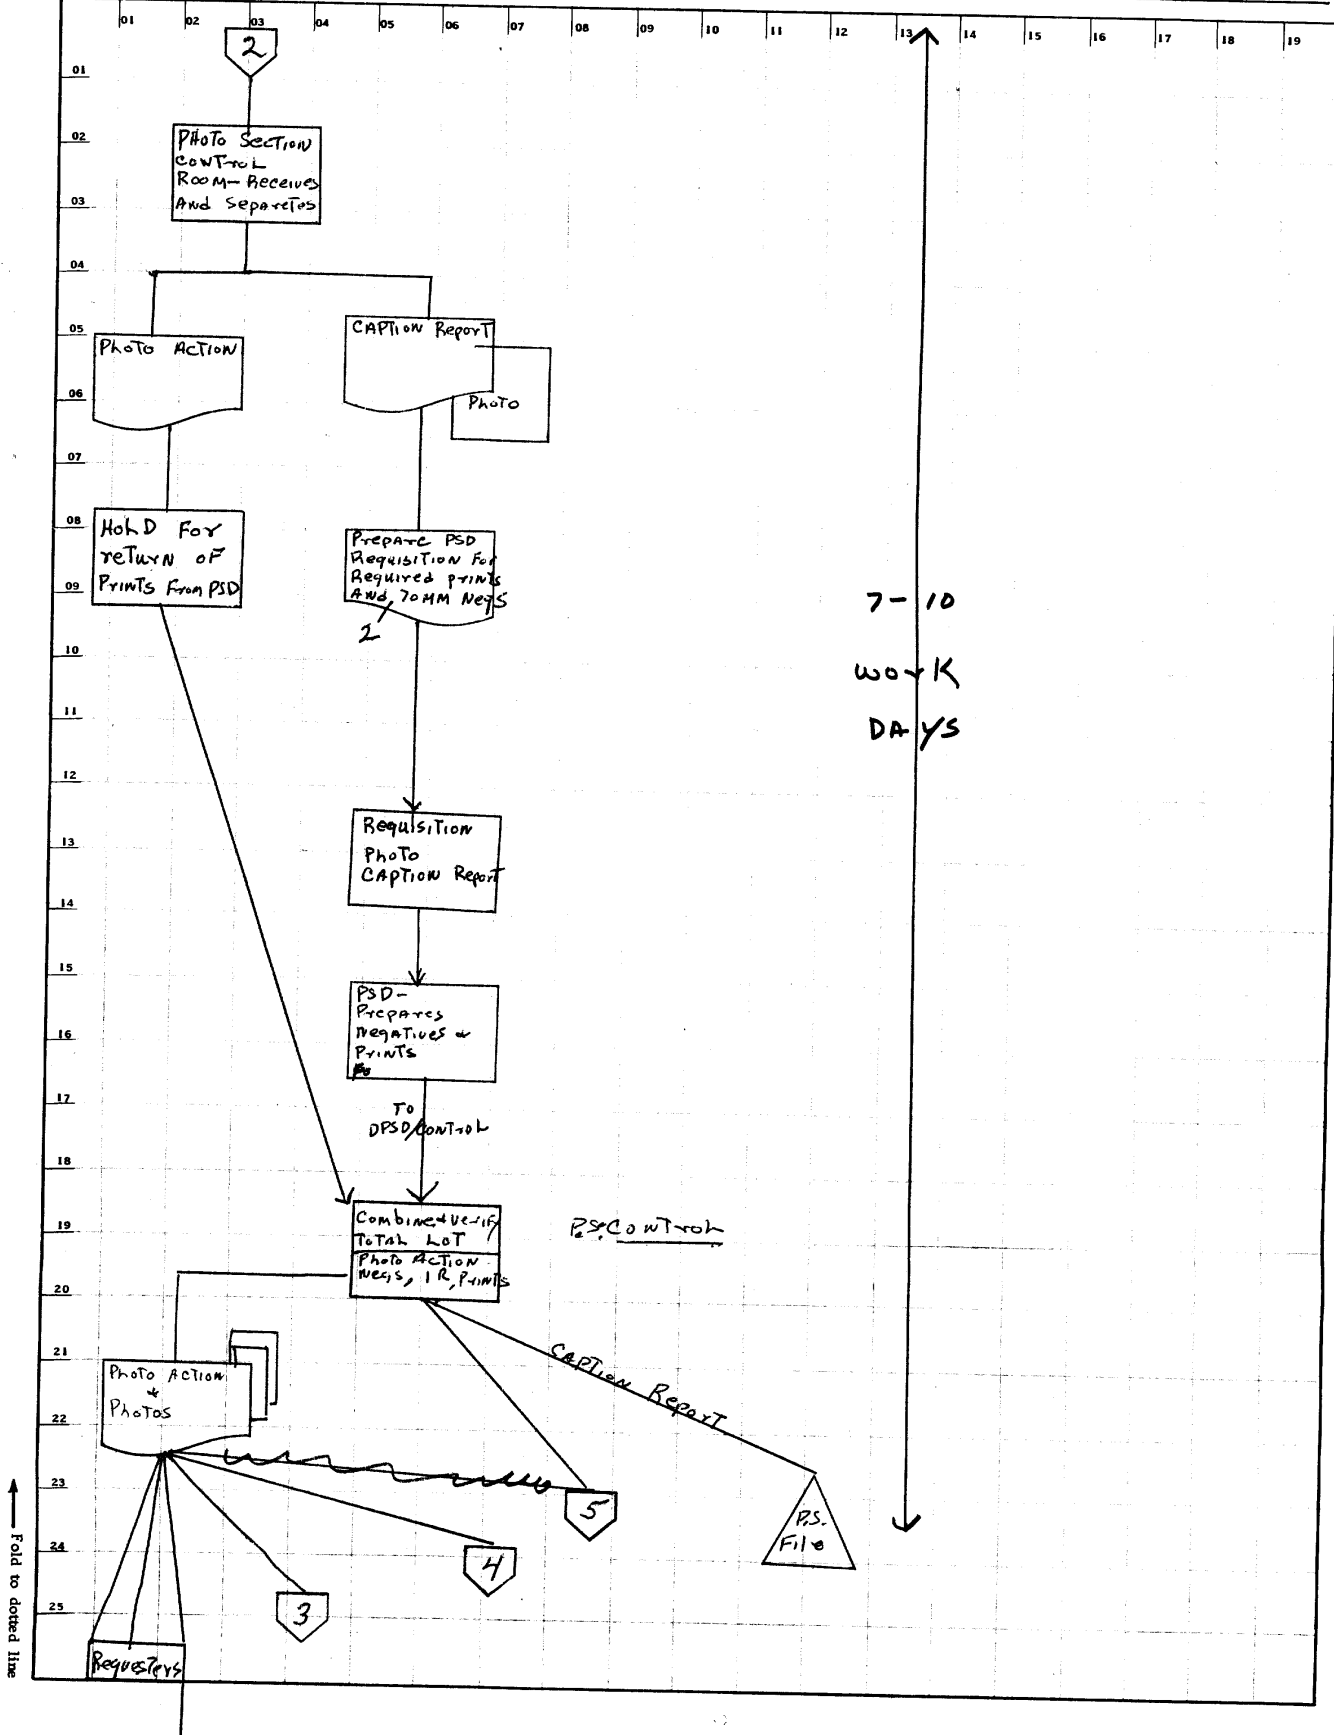 01 02 03 04 05 06 07 08 09 10 11 12 13 14 15 16 17 18 19
2
01
02
03
04
05
06
07
08
09
10
11
12
13
14
15
16
17
18
19
20
21
22
23
24
25
PHOTO SECTION
CONTROL
ROOM - Receives
And Separates
PHOTO ACTION
CAPTION Report
PHOTO
HOLD FOR
return OF
Prints From PSD
Prepare PSD
Requisition For
Required prints
AND 70MM Negs
2
7-10
WORK
DAYS
Requisition
PHOTO
CAPTION Report
PSD-
Prepares
Negatives &
Prints
TO
DPSD/CONTROL
Combine & Verify
TOTAL LOT
Photo Action
Negs, IR, Prints
P.S. CONTROL
CAPTION Report
Photo Action
&
Photos
5
P.S.
File
4
3
Requesters
Fold to dotted line